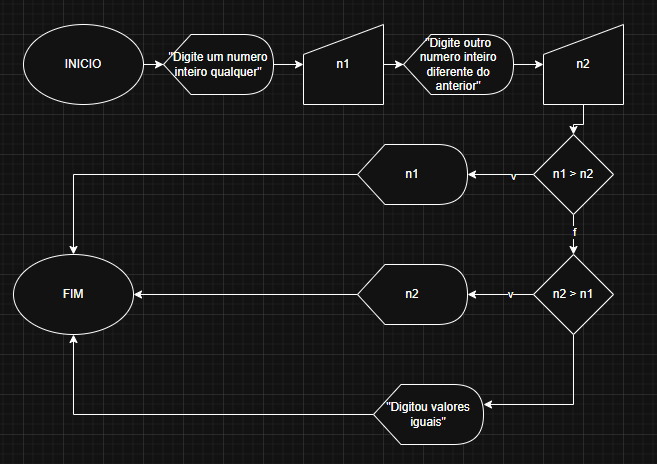 INICIO
"Digite um numero
inteiro qualquer"
n1
"Digite outro
numero inteiro
diferente do
anterior"
n2
n1
v
n1 > n2
f
FIM
n2
v
n2 > n1
"Digitou valores
iguais"